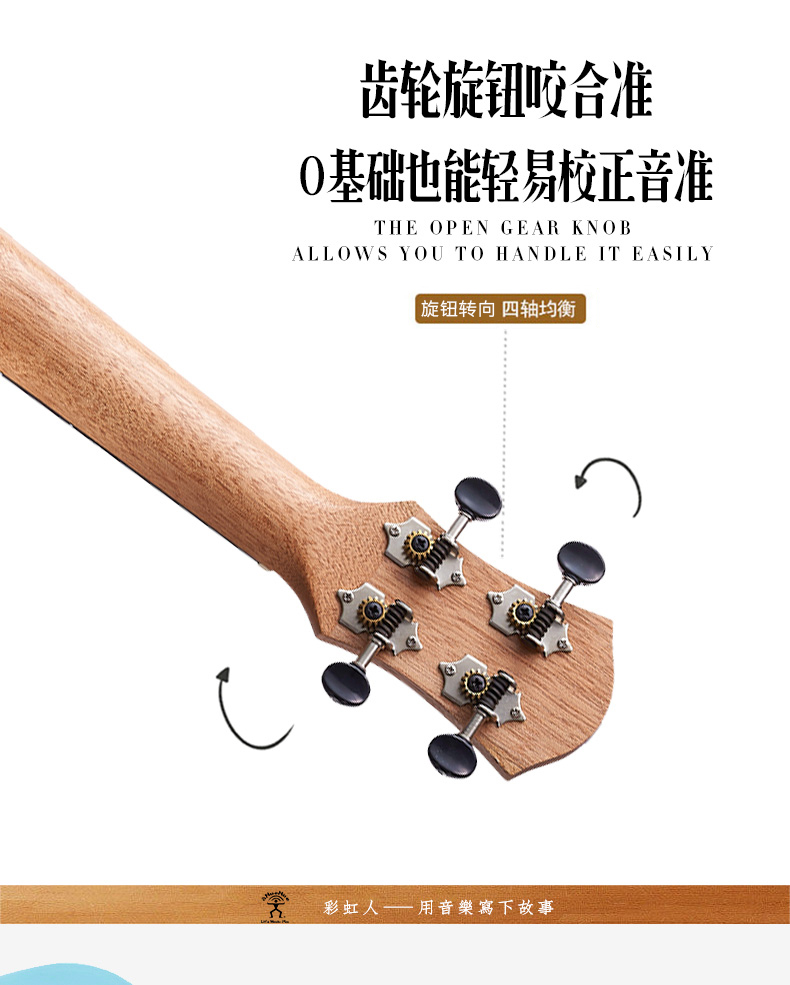 齿轮旋钮咬合准
0基础也能轻易校正音准
THE OPEN GEAR KNOB
ALLOWS YOU TO HANDLE IT EASILY
旋钮转向 四轴均衡
彩虹人——用音樂寫下故事